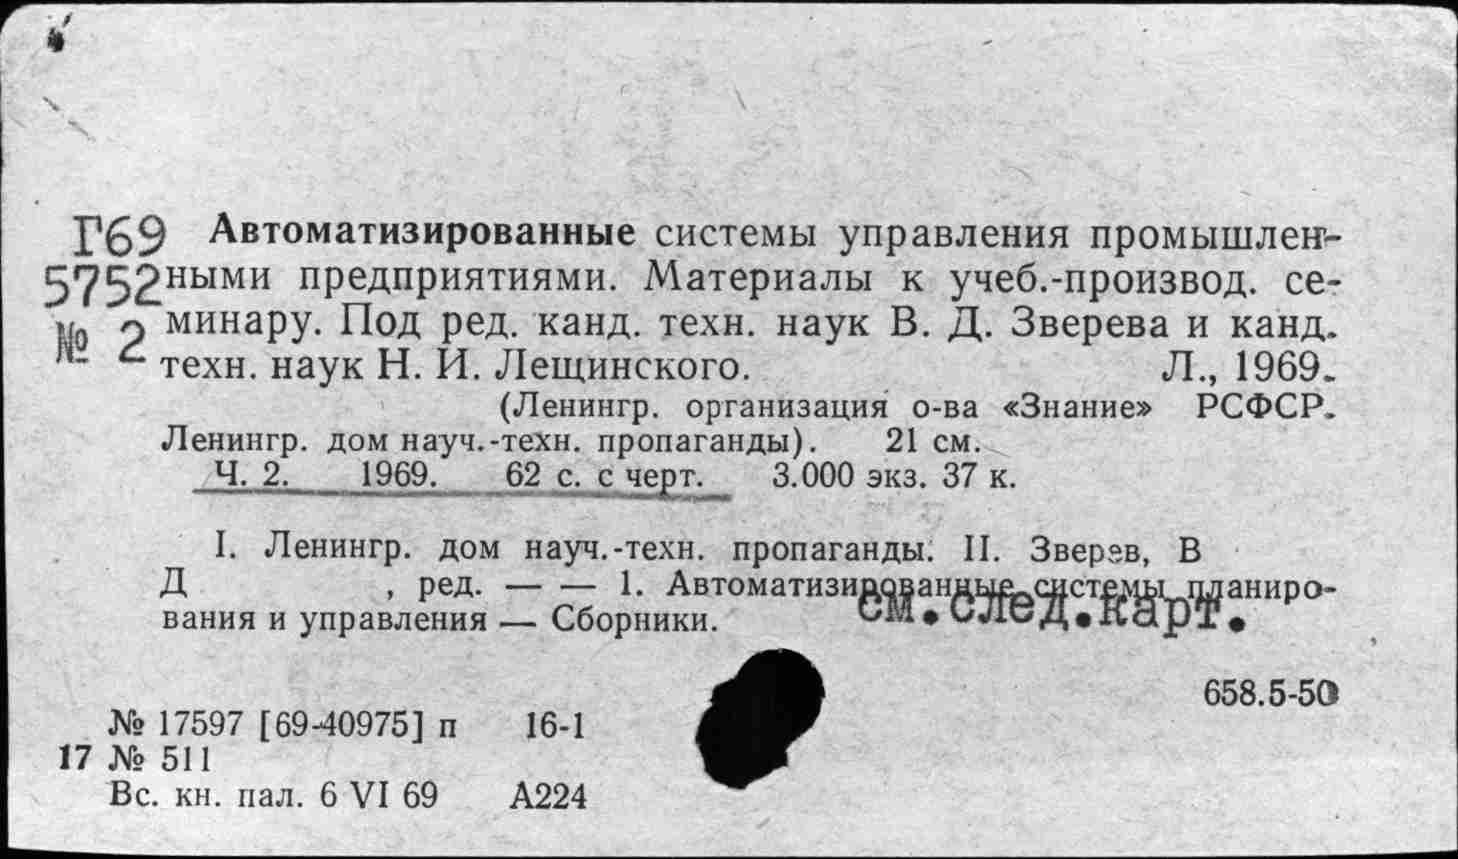 Г69 Автоматизированные системы управления промышлен-
5752 ными предприятиями. Материалы к учеб.-производ. се-
№ 2 минару. Под ред. канд. техн. наук В. Д. Зверева и канд.
техн. наук Н. И. Лещинского. Л., 1969.
(Ленингр. организация о-ва «Знание» РСФСР.
Ленингр. дом науч.-техн. пропаганды). 21 см.
Ч. 2. 1969. 62 с. с черт. 3.000 экз. 37 к.
I. Ленингр. дом науч.-техн. пропаганды. II. Зверев, В
Д , ред. — — 1. Автоматизированные системы планиро-
вания и управления — Сборники.
см.след.карт.
658.5-50
№ 17597 [69-40975] п 16-1
17 № 511
Вс. кн. пал. 6 VI 69 А224